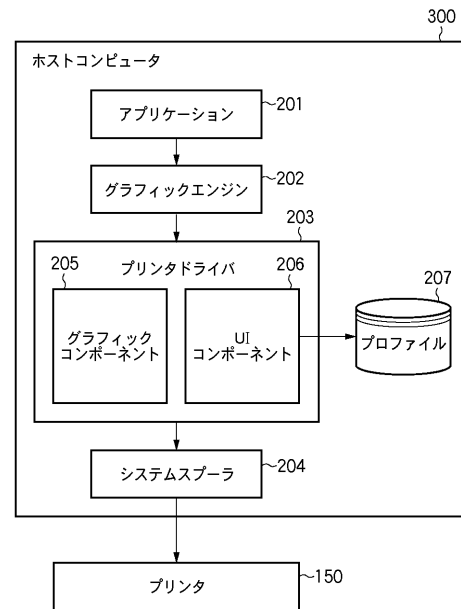 300
ホストコンピュータ
アプリケーション
201
グラフィックエンジン
202
203
プリンタドライバ
205
206
207
グラフィック
コンポーネント
UI
コンポーネント
プロファイル
システムスプーラ
204
プリンタ
150